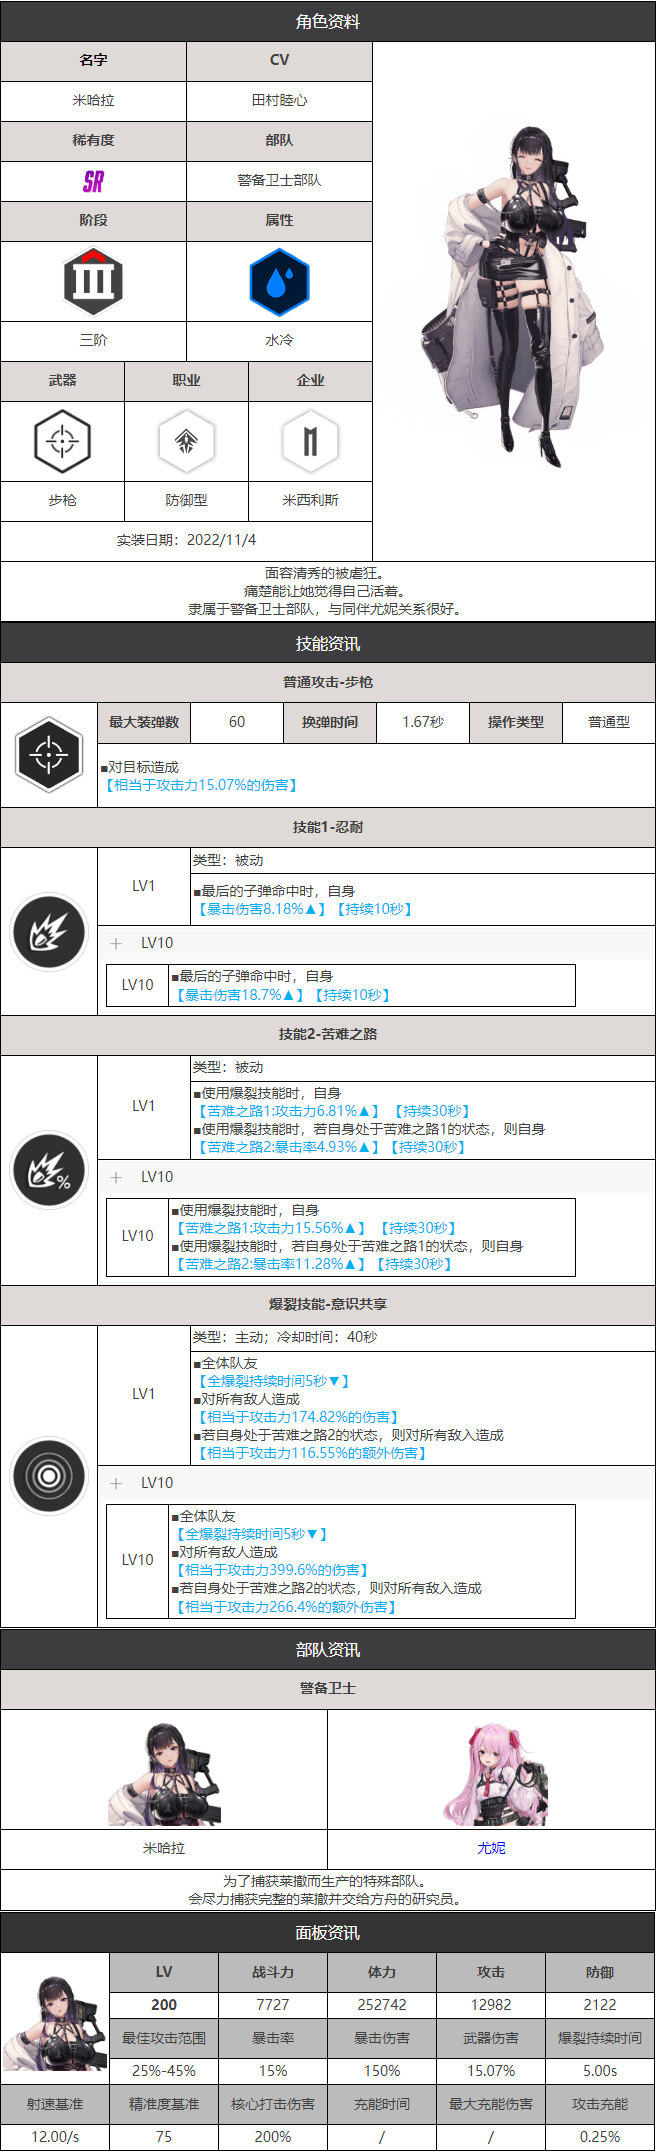 角色资料
名字
CV
米哈拉
田村睦心
稀有度
部队
SR
警备卫士部队
阶段
属性
III
三阶
水冷
武器
职业
企业
步枪
防御型
米西利斯
实装日期：2022/11/4
面容清秀的被虐狂。
痛楚能让她觉得自己活着。
隶属于警备卫士部队，与同伴尤妮关系很好。
技能资讯
普通攻击-步枪
最大装弹数
60
换弹时间
1.67秒
操作类型
普通型
■对目标造成
【相当于攻击力15.07%的伤害】
技能1-忍耐
LV1
类型：被动
■最后的子弹命中时，自身
【暴击伤害8.18%▲】【持续10秒】
+ LV10
LV10
■最后的子弹命中时，自身
【暴击伤害18.7%▲】【持续10秒】
技能2-苦难之路
LV1
类型：被动
■使用爆裂技能时，自身
【苦难之路1:攻击力6.81%▲】 【持续30秒】
■使用爆裂技能时，若自身处于苦难之路1的状态，则自身
【苦难之路2:暴击率4.93%▲】【持续30秒】
%
+ LV10
LV10
■使用爆裂技能时，自身
【苦难之路1:攻击力15.56%▲】 【持续30秒】
■使用爆裂技能时，若自身处于苦难之路1的状态，则自身
【苦难之路2:暴击率11.28%▲】【持续30秒】
爆裂技能-意识共享
LV1
类型：主动；冷却时间：40秒
■全体队友
【全爆裂持续时间5秒▼】
■对所有敌人造成
【相当于攻击力174.82%的伤害】
■若自身处于苦难之路2的状态，则对所有敌入造成
【相当于攻击力116.55%的额外伤害】
+ LV10
LV10
■全体队友
【全爆裂持续时间5秒▼】
■对所有敌人造成
【相当于攻击力399.6%的伤害】
■若自身处于苦难之路2的状态，则对所有敌入造成
【相当于攻击力266.4%的额外伤害】
部队资讯
警备卫士
米哈拉
尤妮
为了捕获莱撤而生产的特殊部队。
会尽力捕获完整的莱撤并交给方舟的研究员。
面板资讯
LV
战斗力
体力
攻击
防御
200
7727
252742
12982
2122
最佳攻击范围
暴击率
暴击伤害
武器伤害
爆裂持续时间
25%-45%
15%
150%
15.07%
5.00s
射速基准
精准度基准
核心打击伤害
充能时间
最大充能伤害
攻击充能
12.00/s
75
200%
/
/
0.25%